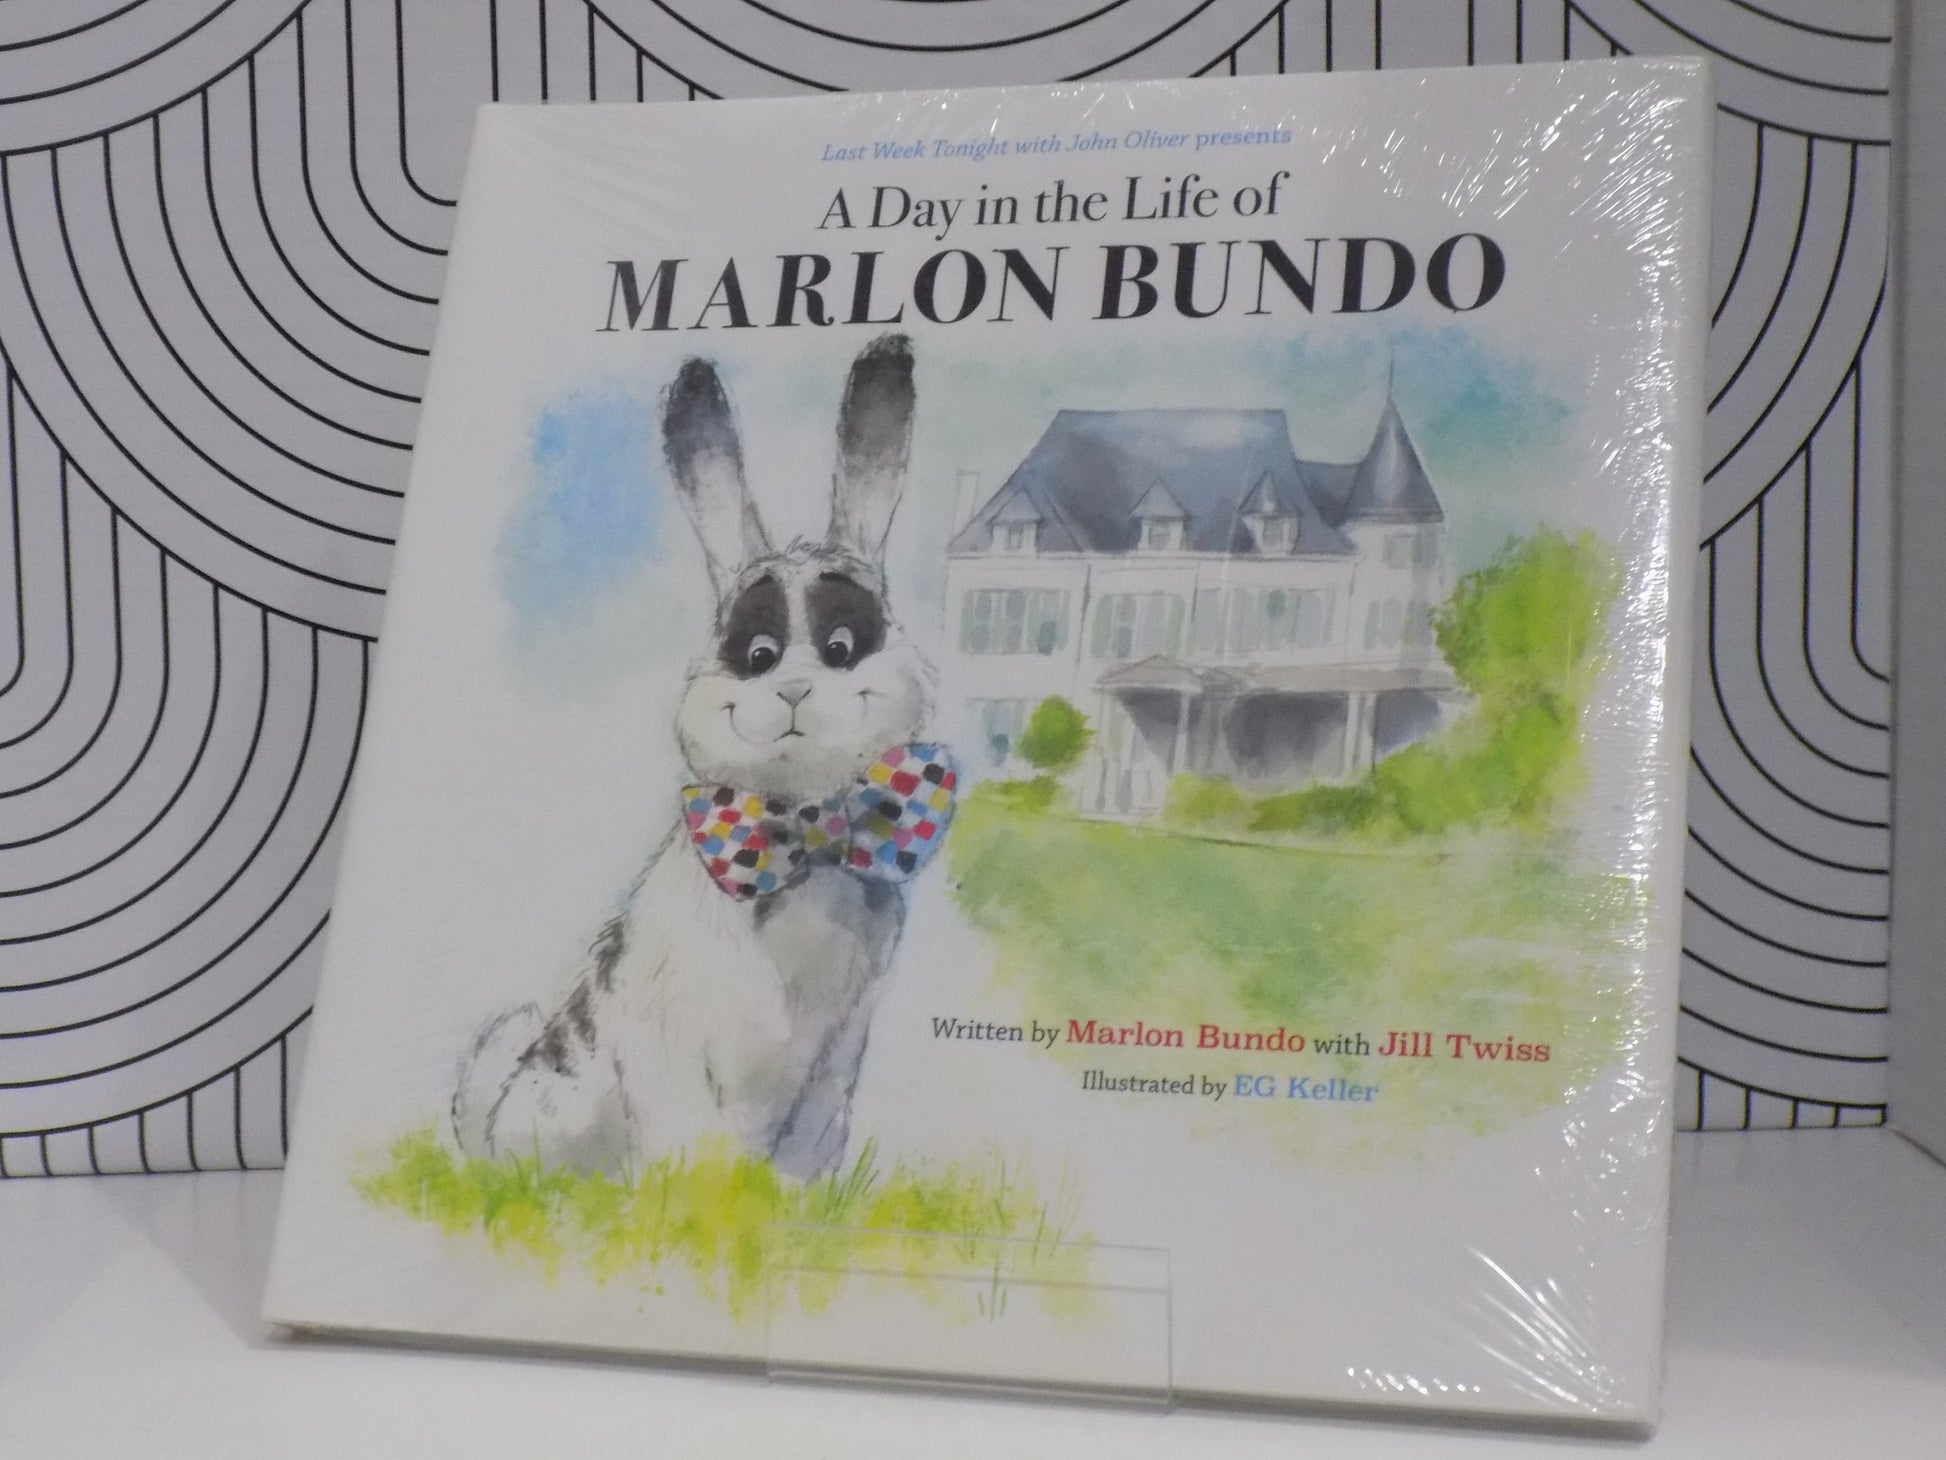 Last Week Tonight with John Oliver presents
A Day in the Life of
MARLON BUNDO
Written by Marlon Bundo with Jill Twiss
Illustrated by EG Keller